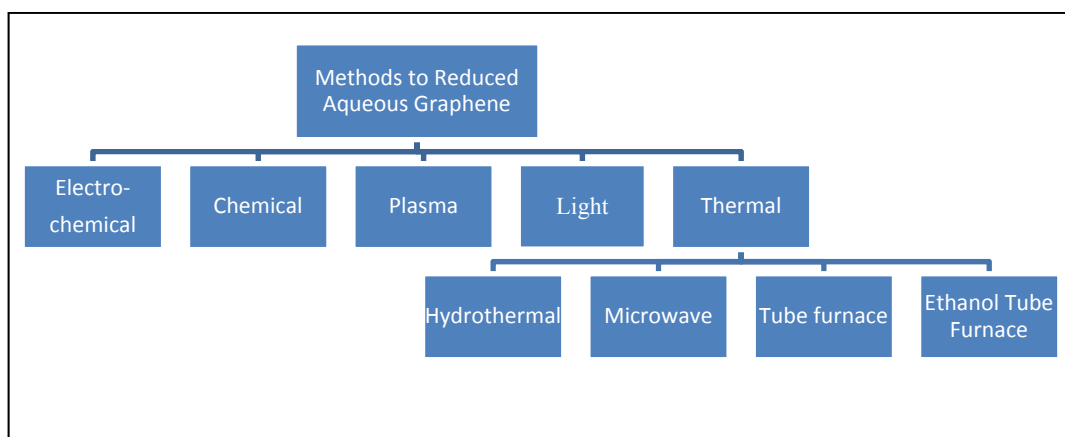 Methods to Reduced
Aqueous Graphene
Electro-
chemical
Chemical
Plasma
Light
Thermal
Hydrothermal
Microwave
Tube furnace
Ethanol Tube
Furnace